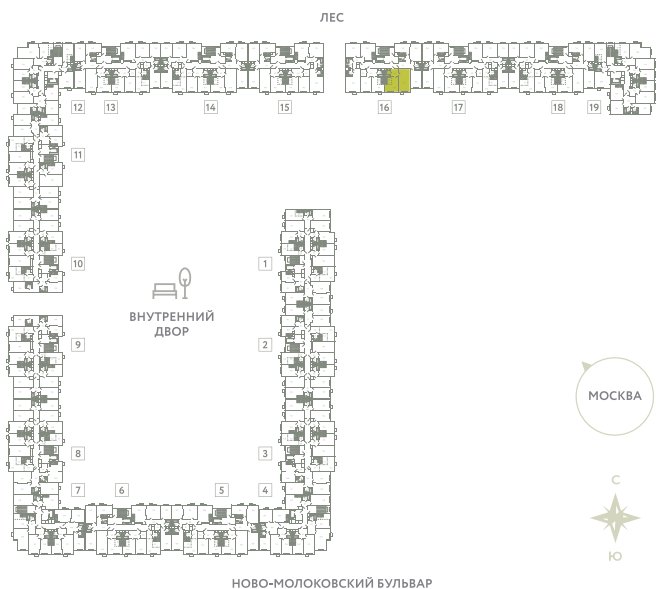 ЛЕС
12 13 14 15 16 17 18 19
11
10 1
ВНУТРЕННИЙ
ДВОР
9 2
МОСКВА
8 3
7 6 5 4
С
Ю
НОВО-МОЛОКОВСКИЙ БУЛЬВАР